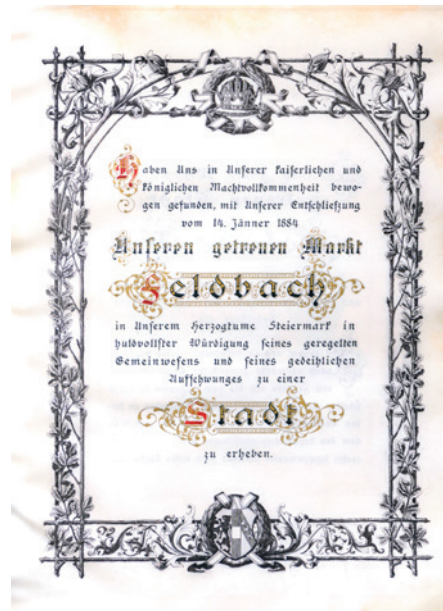 Haben Uns in Unserer kaiserlichen und
königlichen Machtvollkommenheit bewo-
gen gefunden, mit Unserer Entschließung
vom 14. Jänner 1884
Unseren getreuen Markt
Feldbach
in Unserem Herzogtume Steiermark in
huldvollster Würdigung seines geregelten
Gemeinwesens und seines gedeihlichen
Aufschwunges zu einer
Stadt
zu erheben.